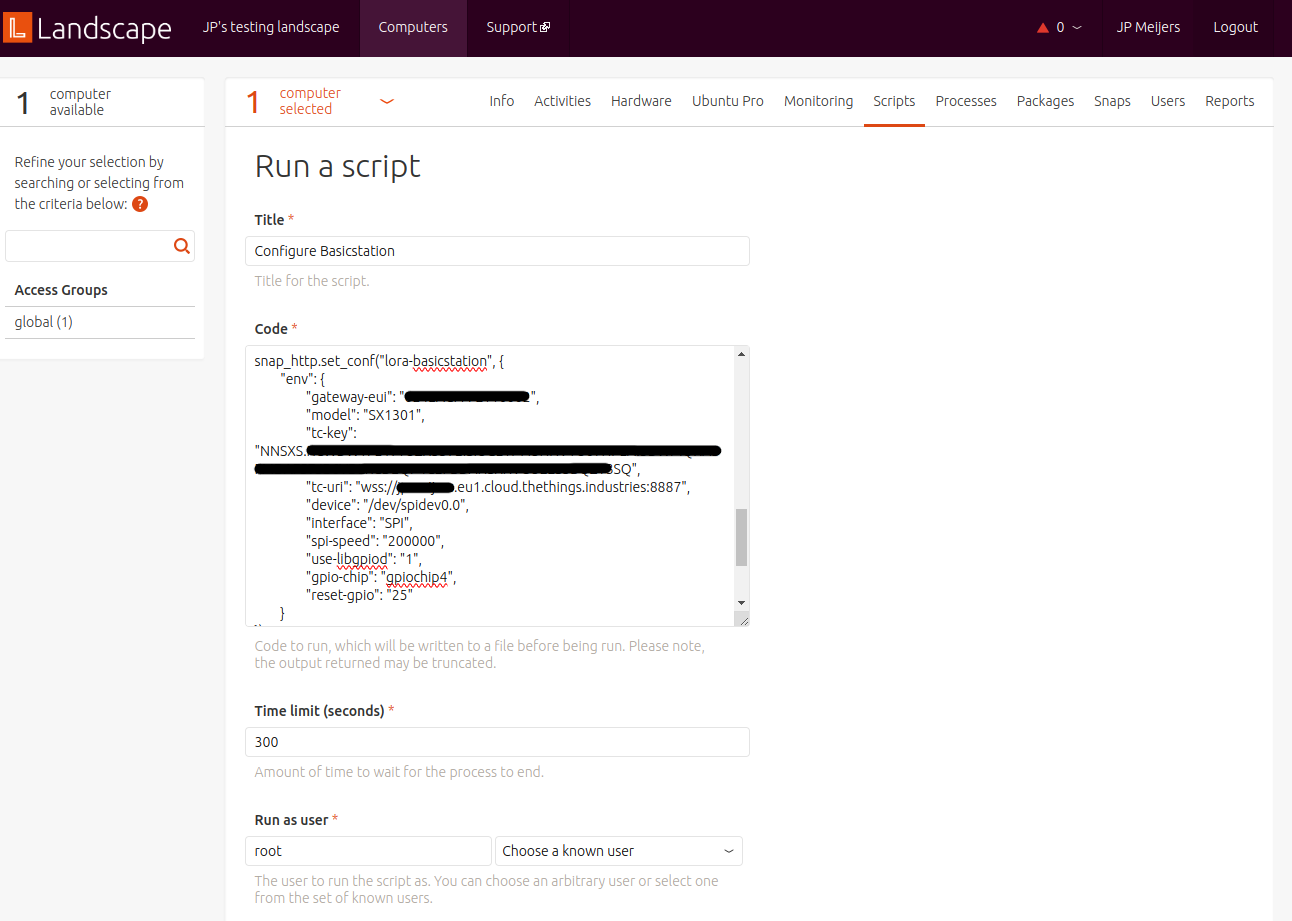 Landscape
JP's testing landscape
Computers
Support
0
JP Meijers
Logout
1 computer available
Refine your selection by
searching or selecting from
the criteria below: ?
Access Groups
global (1)
1 computer selected
Info
Activities
Hardware
Ubuntu Pro
Monitoring
Scripts
Processes
Packages
Snaps
Users
Reports
Run a script
Title *
Configure Basicstation
Title for the script.
Code *
snap_http.set_conf("lora-basicstation", {
"env": {
"gateway-eui": "",
"model": "SX1301",
"tc-key":
"NNSXS.
SQ",
"tc-uri": "wss://.eu1.cloud.thethings.industries:8887",
"device": "/dev/spidev0.0",
"interface": "SPI",
"spi-speed": "200000",
"use-libgpiod": "1",
"gpio-chip": "gpiochip4",
"reset-gpio": "25"
}
Code to run, which will be written to a file before being run. Please note,
the output returned may be truncated.
Time limit (seconds) *
300
Amount of time to wait for the process to end.
Run as user *
root
Choose a known user
The user to run the script as. You can choose an arbitrary user or select one
from the set of known users.